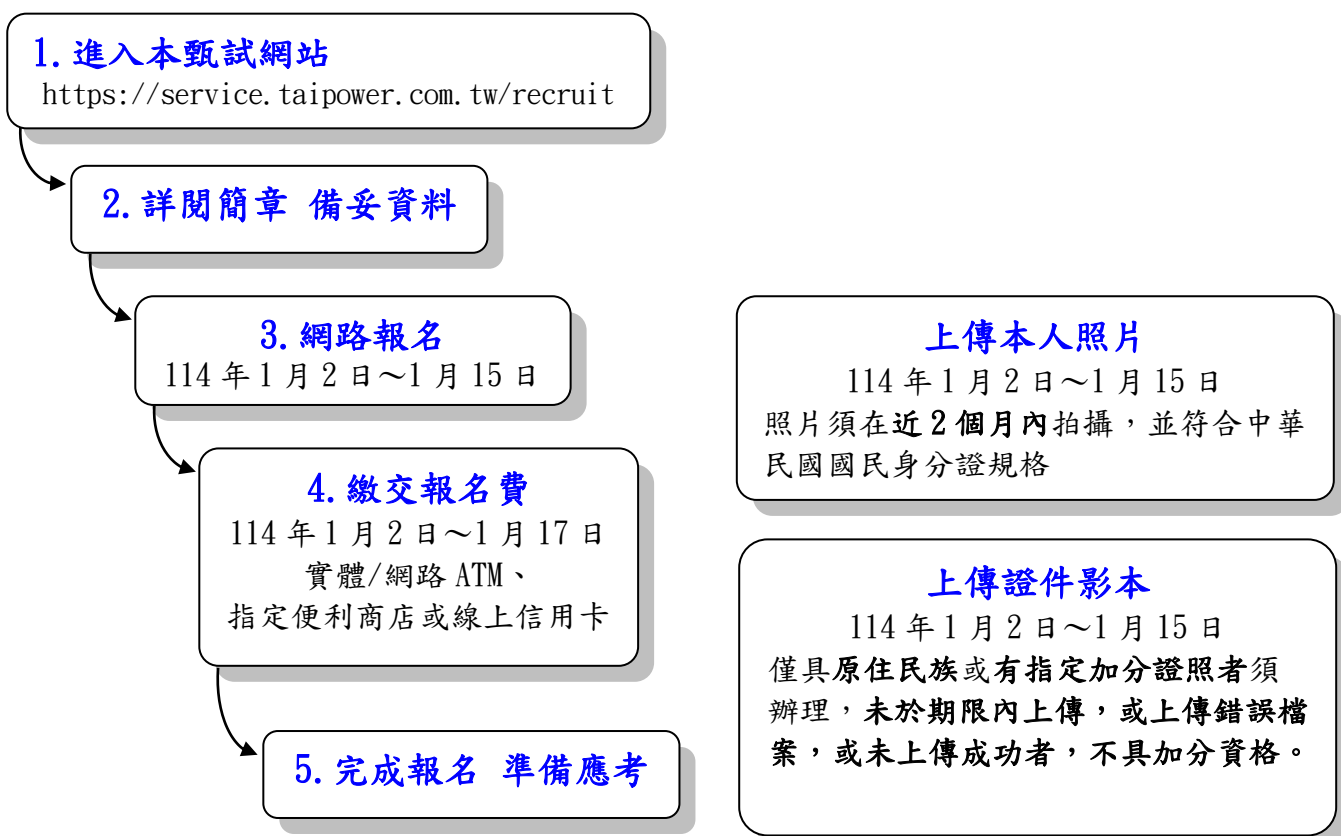 1.進入本甄試網站
https://service.taipower.com.tw/recruit
2.詳閱簡章 備妥資料
3.網路報名
114年1月2日～1月15日
4.繳交報名費
114年1月2日～1月17日
實體/網路 ATM、
指定便利商店或線上信用卡
5.完成報名 準備應考
上傳本人照片
114年1月2日～1月15日
照片須在近2個月內拍攝，並符合中華
民國國民身分證規格
上傳證件影本
114年1月2日～1月15日
僅具原住民族或有指定加分證照者須
辦理，未於期限內上傳，或上傳錯誤檔
案，或未上傳成功者，不具加分資格。